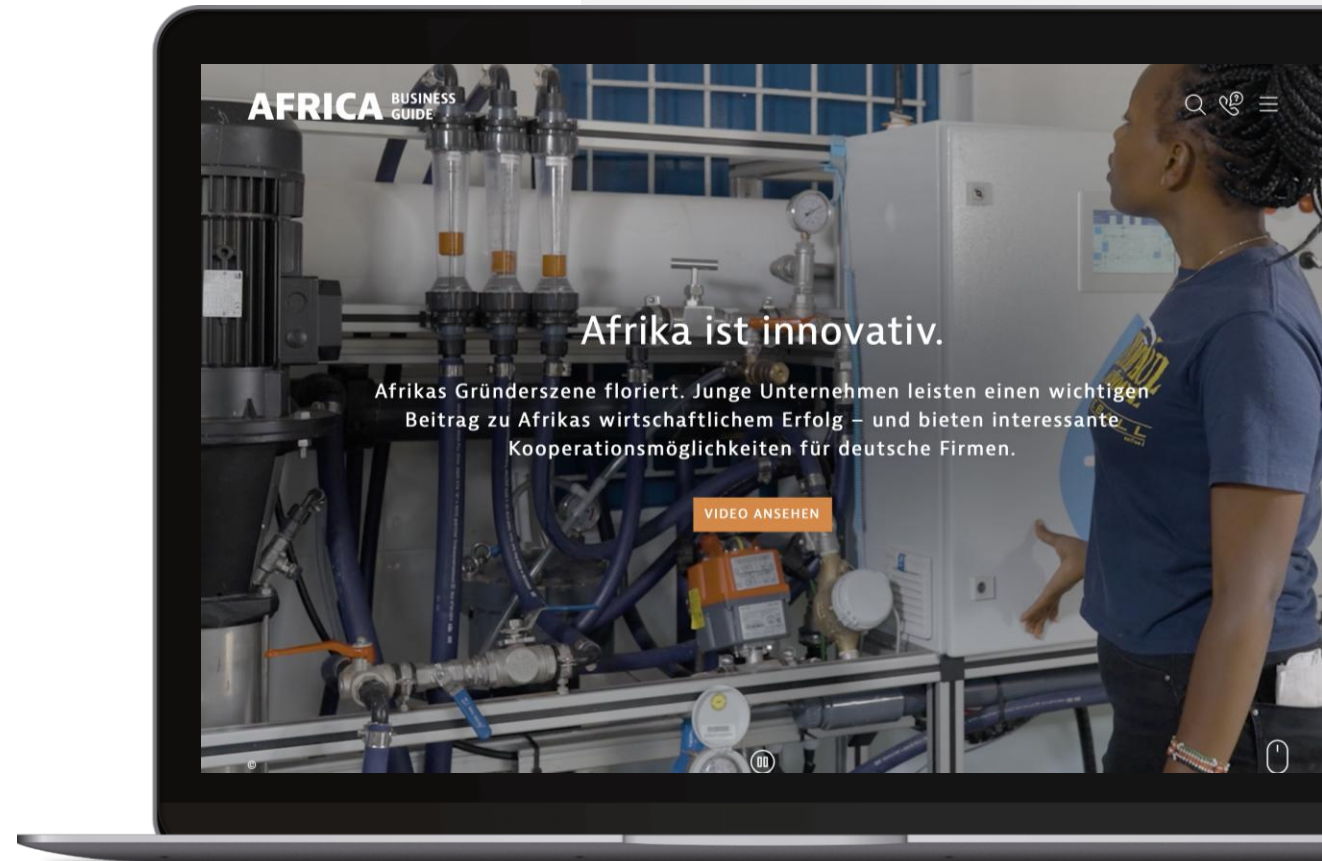 AFRICA BUSINESS
GUIDE
Afrika ist innovativ.
Afrikas Gründerszene floriert. Junge Unternehmen leisten einen wichtigen
Beitrag zu Afrikas wirtschaftlichem Erfolg – und bieten interessante
Kooperationsmöglichkeiten für deutsche Firmen.
VIDEO ANSEHEN
©